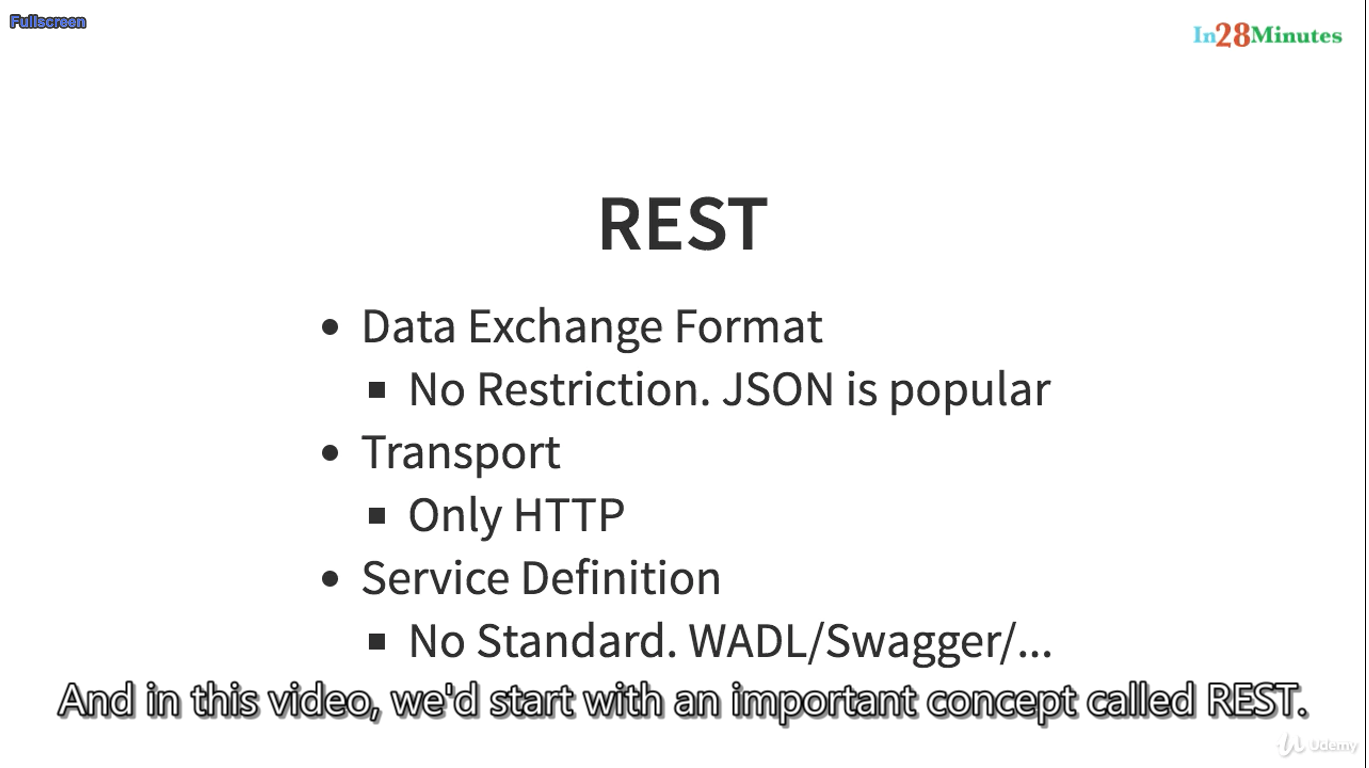 Fullscreen
In28Minutes
REST
• Data Exchange Format
▪ No Restriction. JSON is popular
• Transport
▪ Only HTTP
• Service Definition
▪ No Standard. WADL/Swagger/...
And in this video, we'd start with an important concept called REST.
Udemy